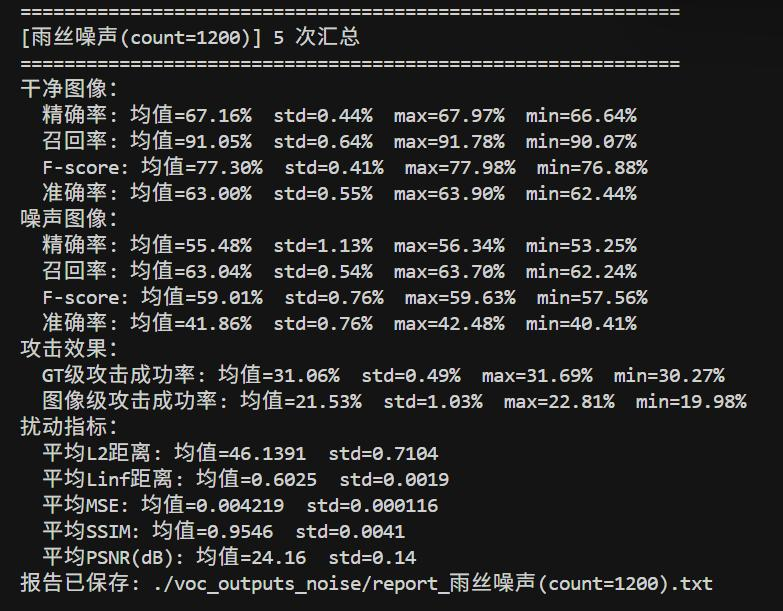 ============================================================
[雨丝噪声(count=1200)] 5 次汇总
============================================================
干净图像:
  精确率: 均值=67.16%  std=0.44%  max=67.97%  min=66.64%
  召回率: 均值=91.05%  std=0.64%  max=91.78%  min=90.07%
  F-score: 均值=77.30%  std=0.41%  max=77.98%  min=76.88%
  准确率: 均值=63.00%  std=0.55%  max=63.90%  min=62.44%
噪声图像:
  精确率: 均值=55.48%  std=1.13%  max=56.34%  min=53.25%
  召回率: 均值=63.04%  std=0.54%  max=63.70%  min=62.24%
  F-score: 均值=59.01%  std=0.76%  max=59.63%  min=57.56%
  准确率: 均值=41.86%  std=0.76%  max=42.48%  min=40.41%
攻击效果:
  GT级攻击成功率: 均值=31.06%  std=0.49%  max=31.69%  min=30.27%
  图像级攻击成功率: 均值=21.53%  std=1.03%  max=22.81%  min=19.98%
扰动指标:
  平均L2距离: 均值=46.1391  std=0.7104
  平均Linf距离: 均值=0.6025  std=0.0019
  平均MSE: 均值=0.004219  std=0.000116
  平均SSIM: 均值=0.9546  std=0.0041
  平均PSNR(dB): 均值=24.16  std=0.14
报告已保存: ./voc_outputs_noise/report_雨丝噪声(count=1200).txt